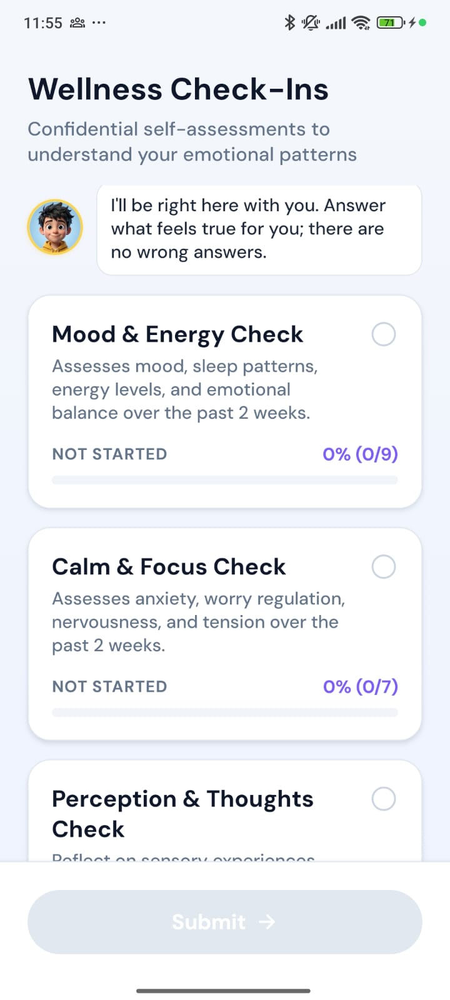 11:55
71
Wellness Check-Ins
Confidential self-assessments to
understand your emotional patterns
I'll be right here with you. Answer
what feels true for you; there are
no wrong answers.
Mood & Energy Check
Assesses mood, sleep patterns,
energy levels, and emotional
balance over the past 2 weeks.
NOT STARTED 0% (0/9)
Calm & Focus Check
Assesses anxiety, worry regulation,
nervousness, and tension over the
past 2 weeks.
NOT STARTED 0% (0/7)
Perception & Thoughts
Check
Reflect on sensory experiences
Submit →